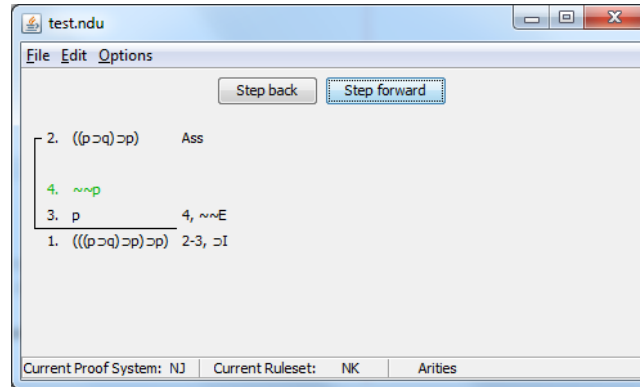 test.ndu
File Edit Options
Step back Step forward
2. ((p⊃q)⊃p) Ass
4. ~~p
3. p 4, ~~E
1. (((p⊃q)⊃p)⊃p) 2-3, ⊃I
Current Proof System: NJ Current Ruleset: NK Arities